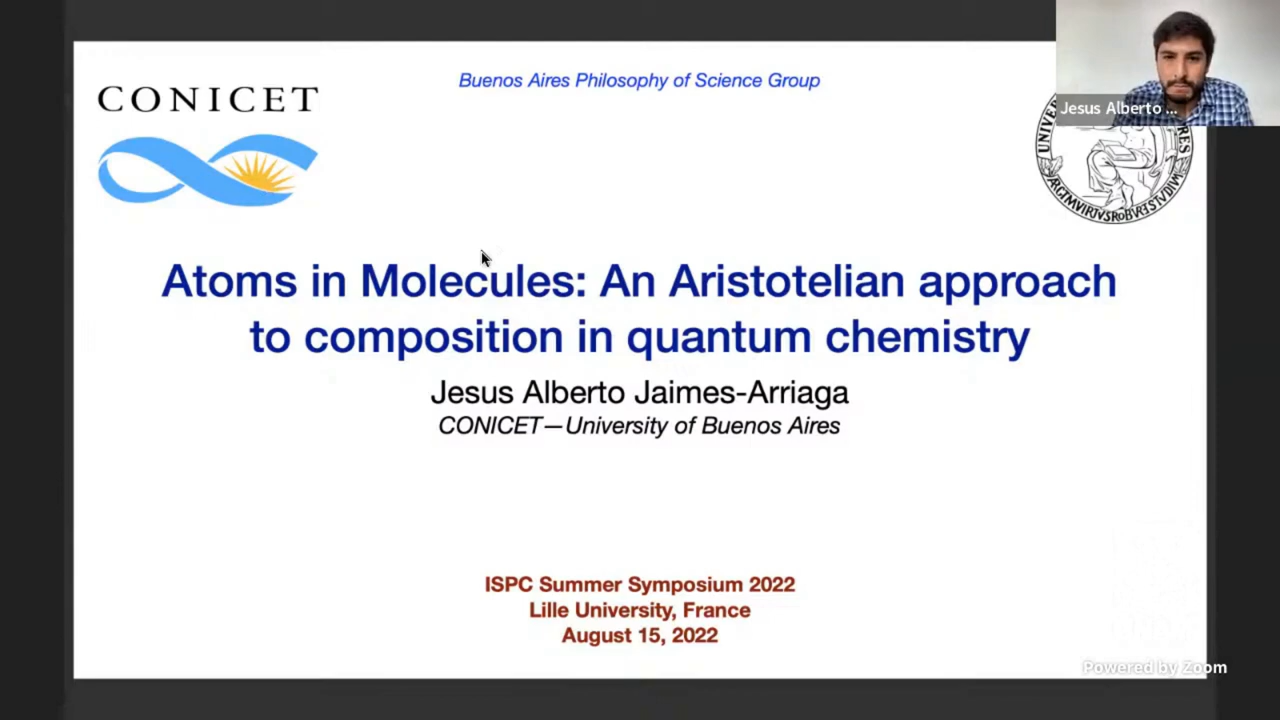 Buenos Aires Philosophy of Science Group
CONICET
Jesus Alberto ...
ARGTMVIRTVSROBVRETSTVDIVM
Atoms in Molecules: An Aristotelian approach
to composition in quantum chemistry
Jesus Alberto Jaimes-Arriaga
CONICET—University of Buenos Aires
ISPC Summer Symposium 2022
Lille University, France
August 15, 2022
Powered by Zoom